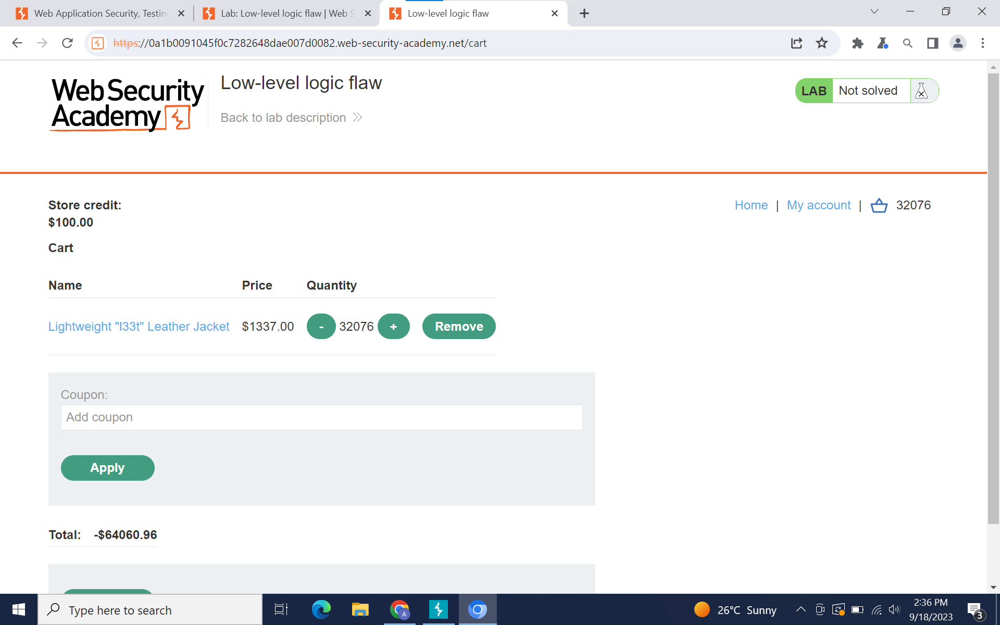 Web Application Security, Testin
Lab: Low-level logic flaw | Web S
Low-level logic flaw
https://0a1b0091045f0c7282648dae007d0082.web-security-academy.net/cart
Web Security
Academy
Low-level logic flaw
Back to lab description
LAB Not solved
Store credit:
$100.00
Home | My account | 32076
Cart
Name Price Quantity
Lightweight "l33t" Leather Jacket $1337.00 - 32076 + Remove
Coupon:
Add coupon
Apply
Total: -$64060.96
Type here to search
A
26°C Sunny
2:36 PM
9/18/2023
3